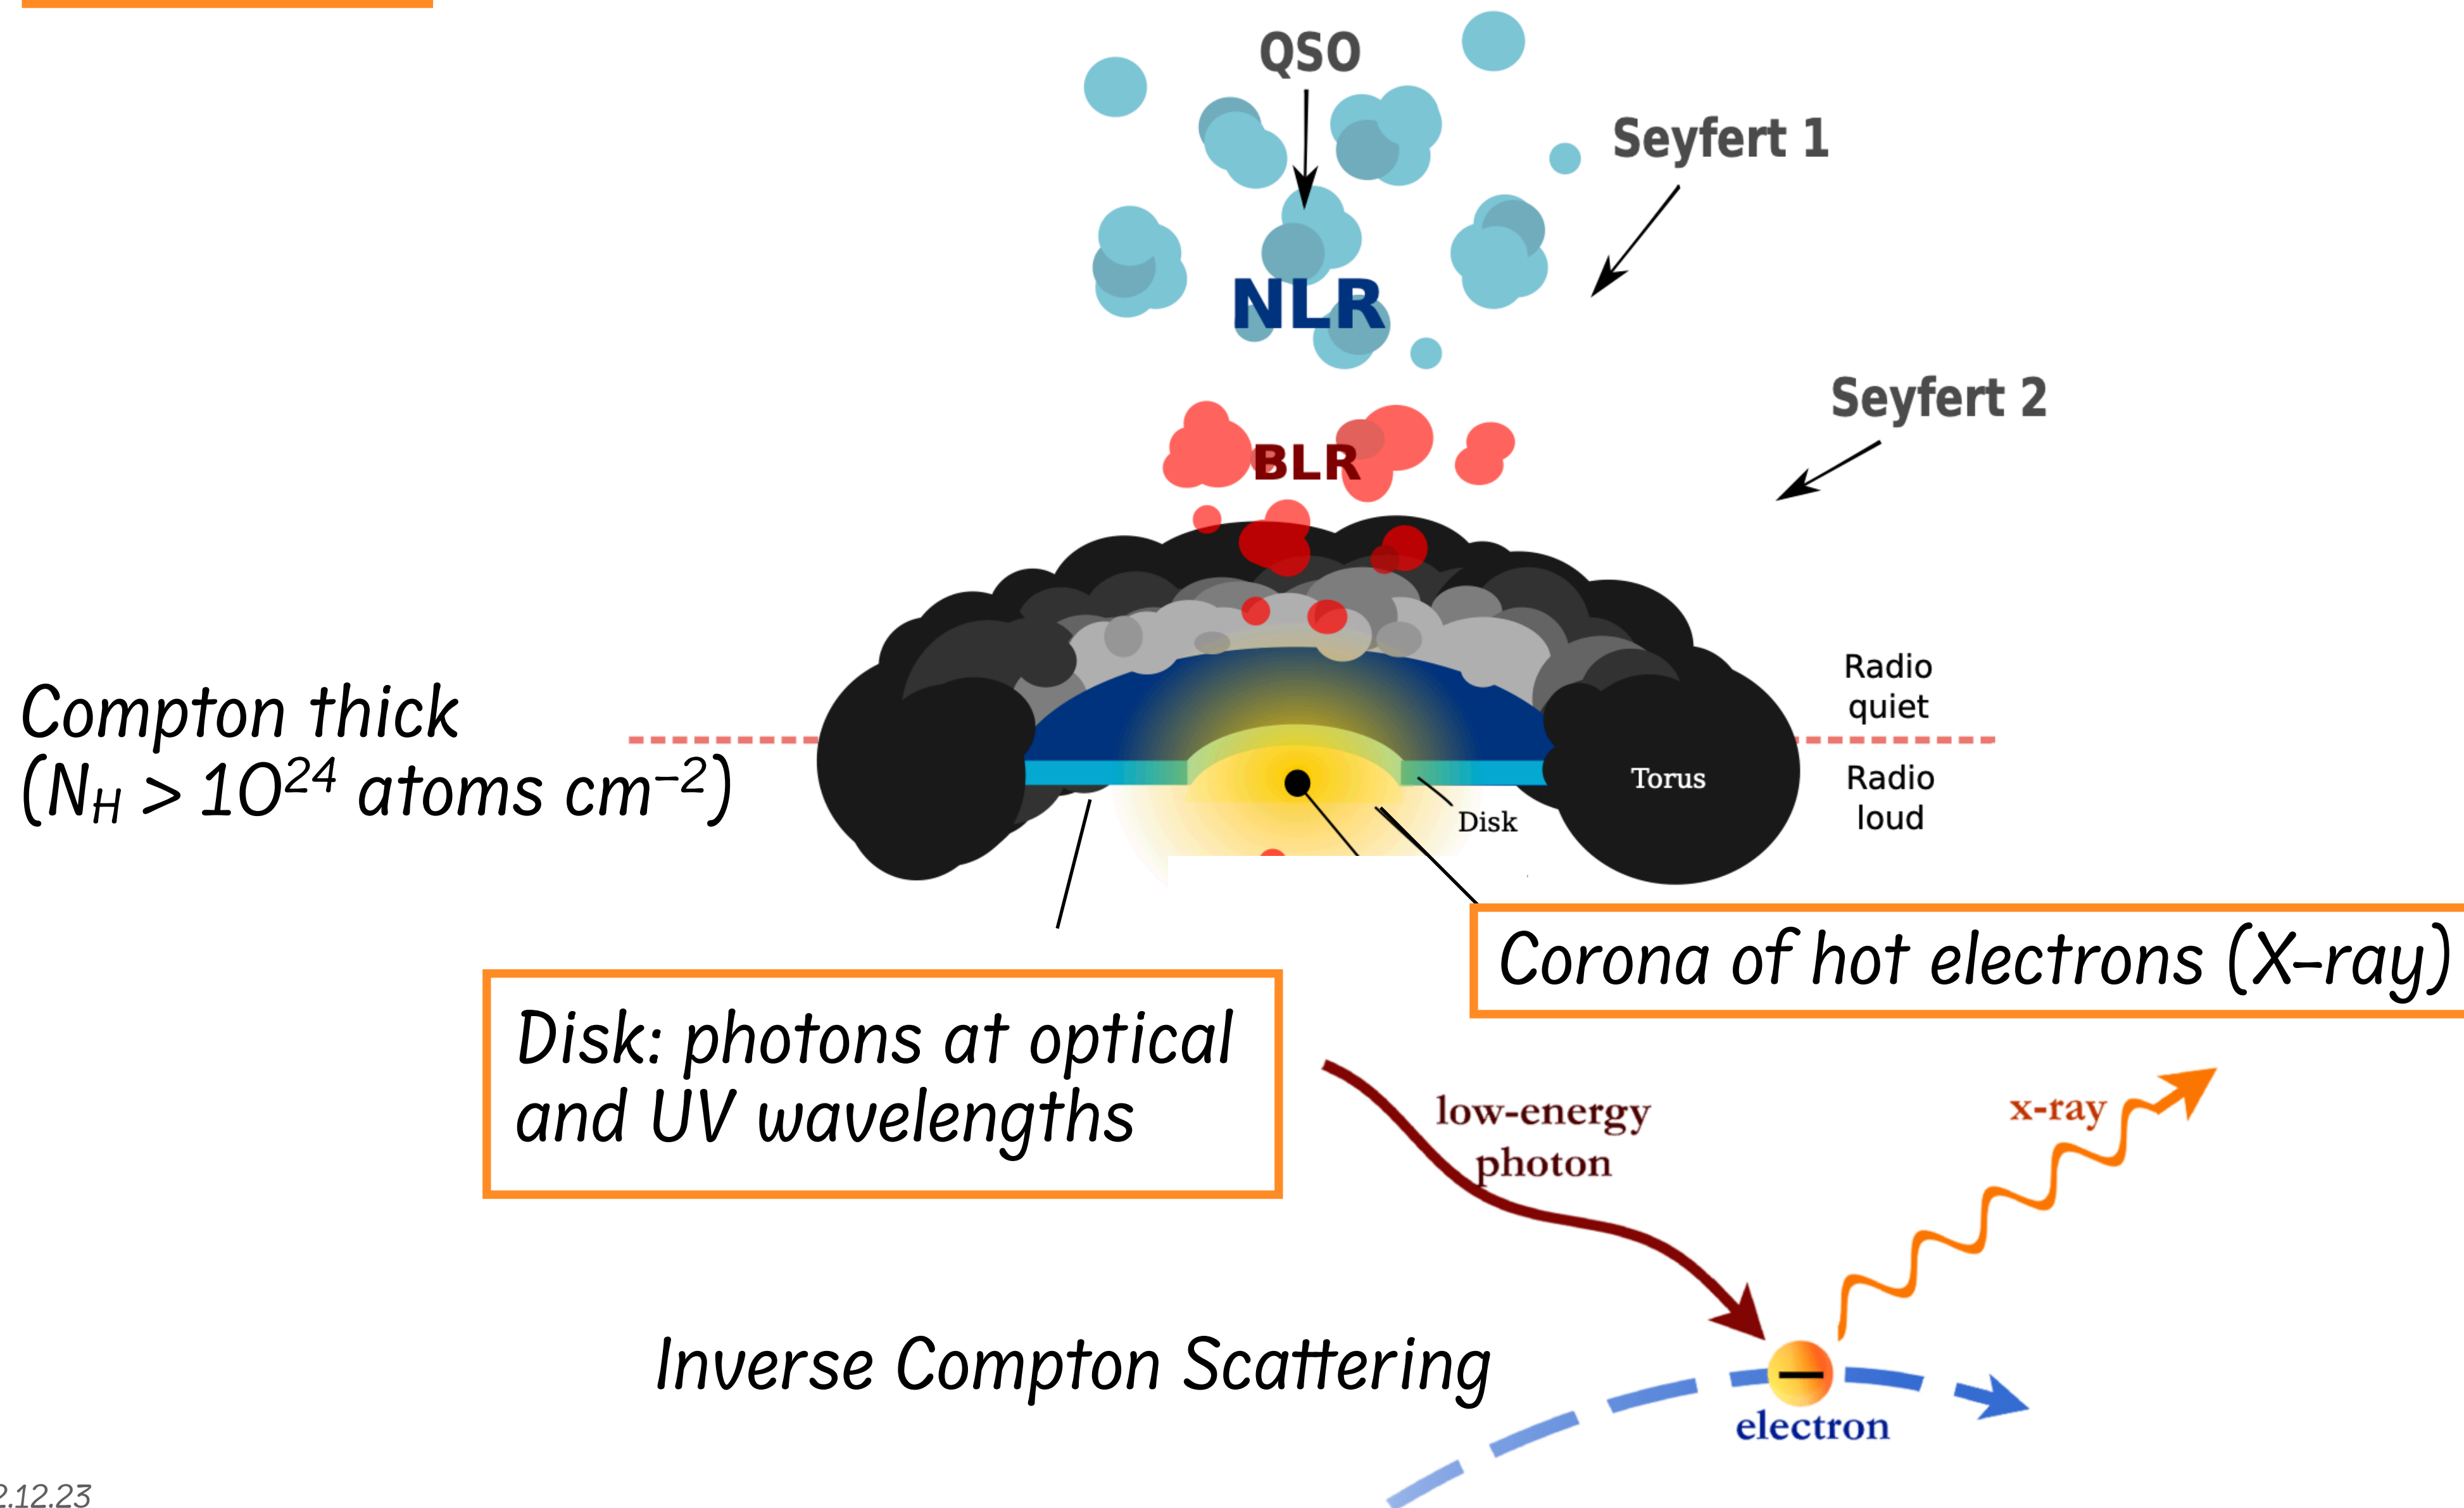 QSO
Seyfert 1
NLR
Seyfert 2
BLR
Radio
quiet
Compton thick
(N_H > 10²⁴ atoms cm⁻²)
Torus
Radio
loud
Disk
Corona of hot electrons (X-ray)
Disk: photons at optical
and UV wavelengths
low-energy
photon
x-ray
Inverse Compton Scattering
electron
2.12.23